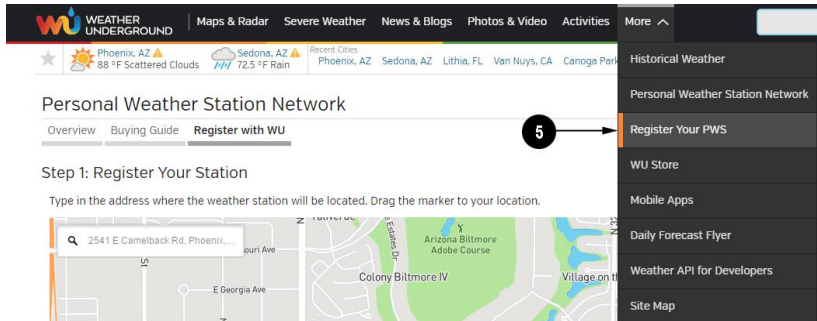 WEATHER UNDERGROUND
Maps & Radar Severe Weather News & Blogs Photos & Video Activities More
Phoenix, AZ
88 °F Scattered Clouds
Sedona, AZ
72.5 °F Rain
Recent Cities
Phoenix, AZ Sedona, AZ Lithia, FL Van Nuys, CA Canoga Park
Historical Weather
Personal Weather Station Network
Register Your PWS
WU Store
Mobile Apps
Daily Forecast Flyer
Weather API for Developers
Site Map
Personal Weather Station Network
Overview Buying Guide Register with WU
5
Step 1: Register Your Station
Type in the address where the weather station will be located. Drag the marker to your location.
2541 E Camelback Rd, Phoenix,...
ouri Ave
St
E Georgia Ave
Estates Dr
Arizona Biltmore
Adobe Course
Colony Biltmore IV
Village on th
N 32
N